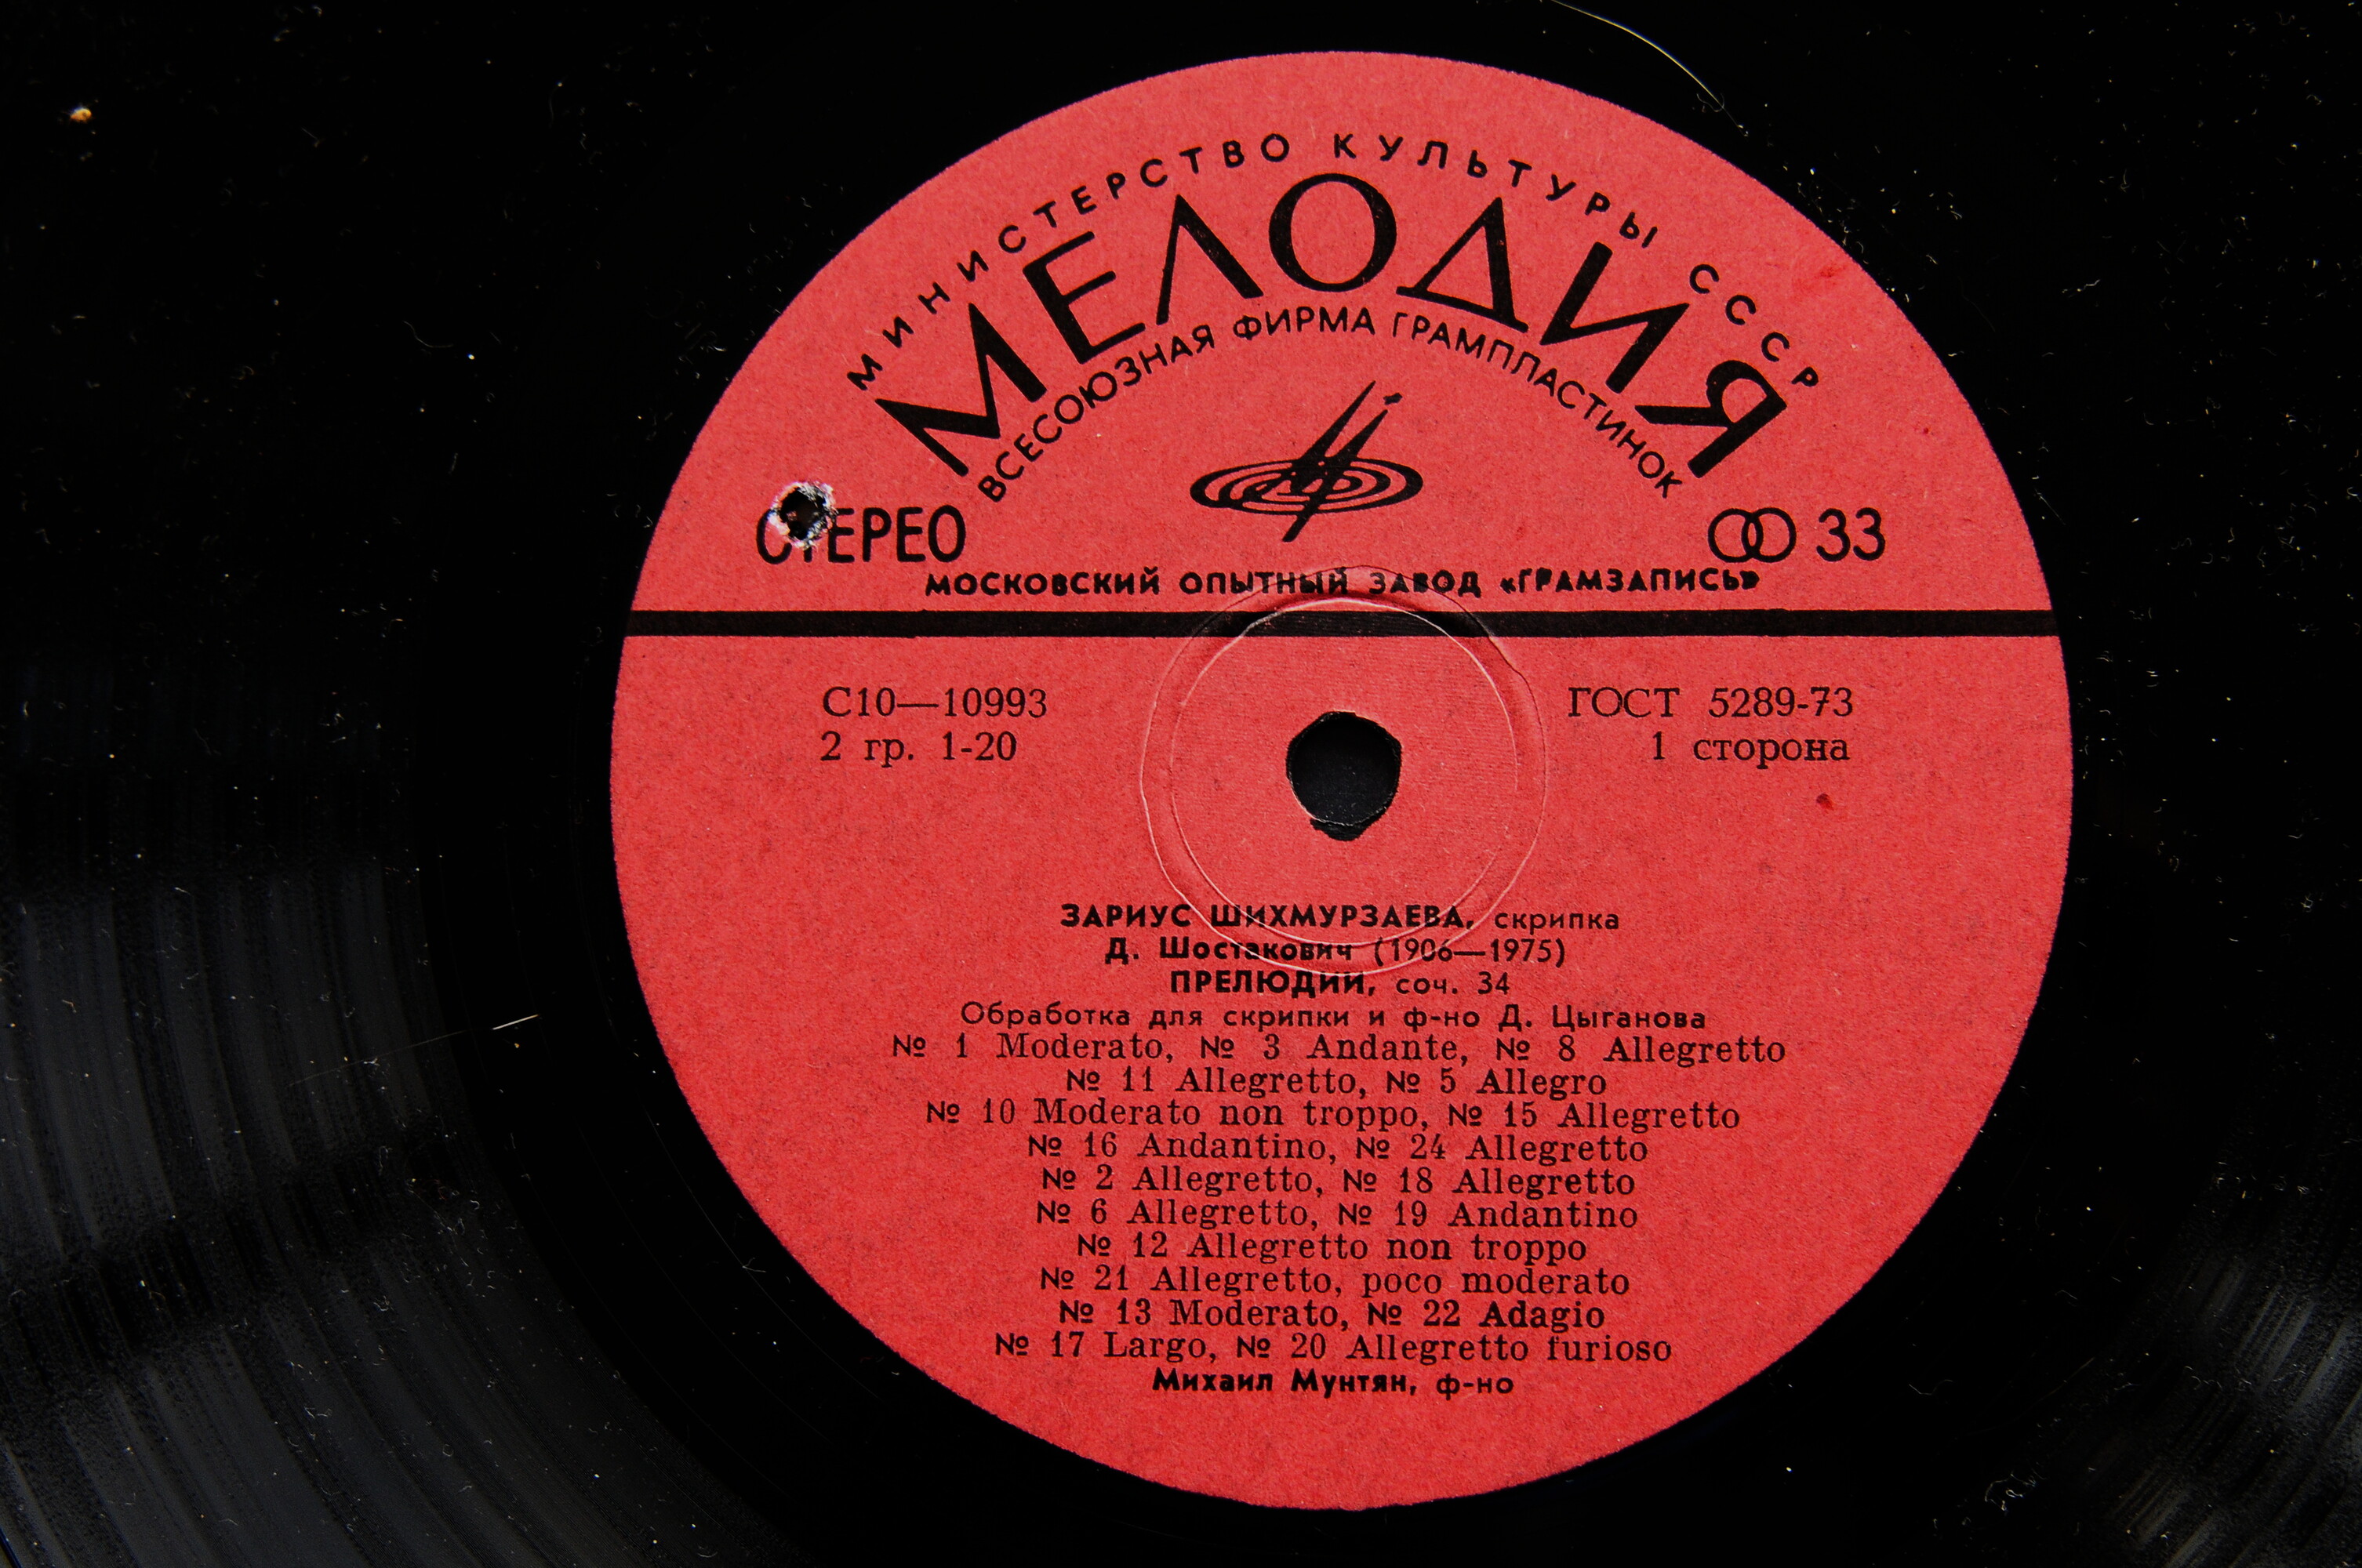 МИНИСТЕРСТВО КУЛЬТУРЫ СССР
МЕЛОДИЯ
ВСЕСОЮЗНАЯ ФИРМА ГРАМПЛАСТИНОК
СТЕРЕО 33
МОСКОВСКИЙ ОПЫТНЫЙ ЗАВОД «ГРАМЗАПИСЬ»
С10—10993 ГОСТ 5289-73
2 гр. 1-20 1 сторона
ЗАРИУС ШИХМУРЗАЕВА, скрипка
Д. Шостакович (1906—1975)
ПРЕЛЮДИИ, соч. 34
Обработка для скрипки и ф-но Д. Цыганова
№ 1 Moderato, № 3 Andante, № 8 Allegretto
№ 11 Allegretto, № 5 Allegro
№ 10 Moderato non troppo, № 15 Allegretto
№ 16 Andantino, № 24 Allegretto
№ 2 Allegretto, № 18 Allegretto
№ 6 Allegretto, № 19 Andantino
№ 12 Allegretto non troppo
№ 21 Allegretto, poco moderato
№ 13 Moderato, № 22 Adagio
№ 17 Largo, № 20 Allegretto furioso
Михаил Мунтян, ф-но